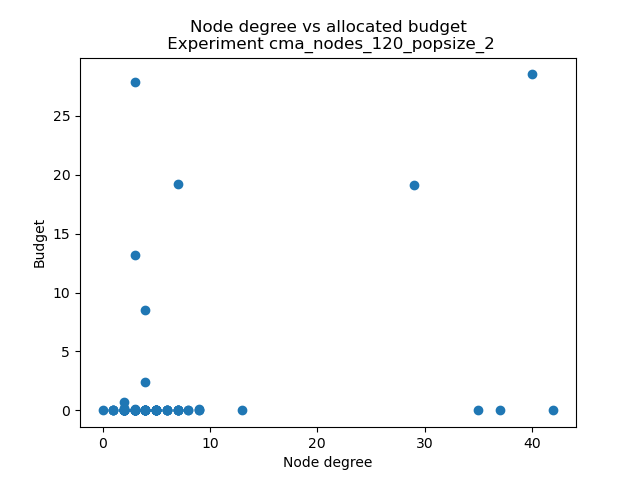 Node degree vs allocated budget
Experiment cma_nodes_120_popsize_2
25
20
15
10
5
0
Budget
0 10 20 30 40
Node degree